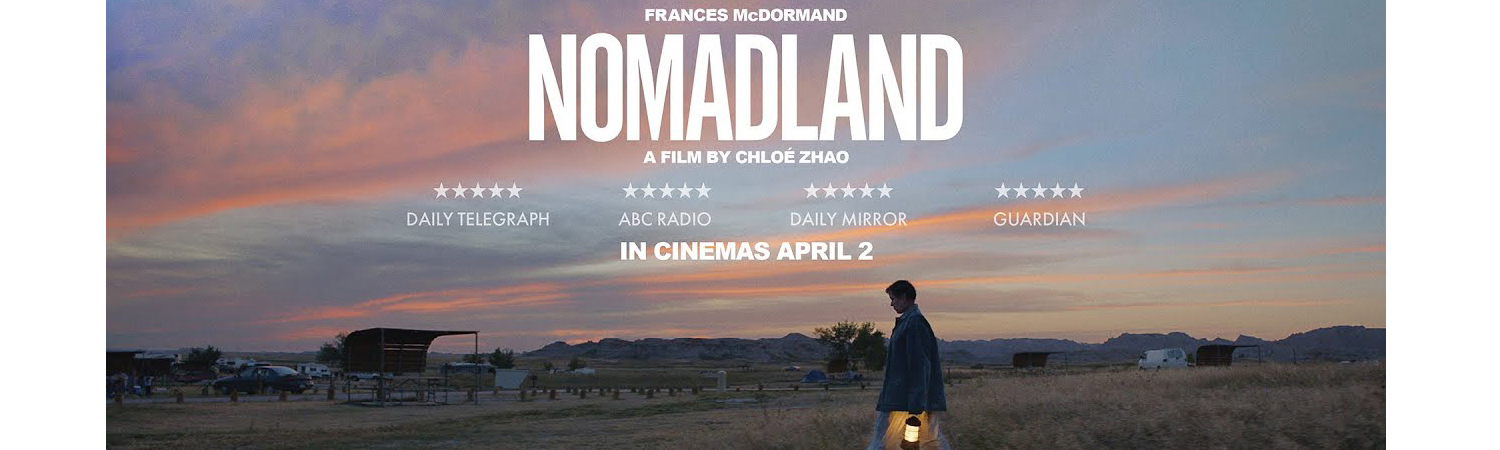 FRANCES McDORMAND
NOMADLAND
A FILM BY CHLOÉ ZHAO
★★★★★ ★★★★★ ★★★★★ ★★★★★
DAILY TELEGRAPH ABC RADIO DAILY MIRROR GUARDIAN
IN CINEMAS APRIL 2